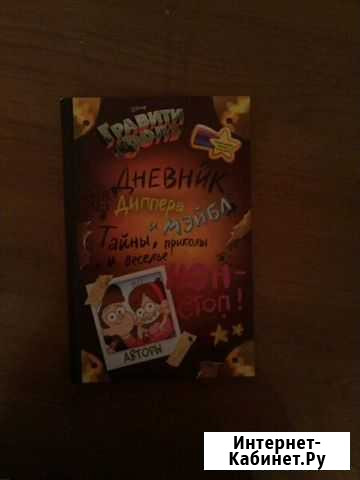 ГРАВИТИ
ФОЛЗ
ДНЕВНИК
Диппера
и МЭЙБЛ
Тайны, приколы
и веселье
НОН-
СТОП!
АВТОРЫ
Интернет-
Кабинет.Ру